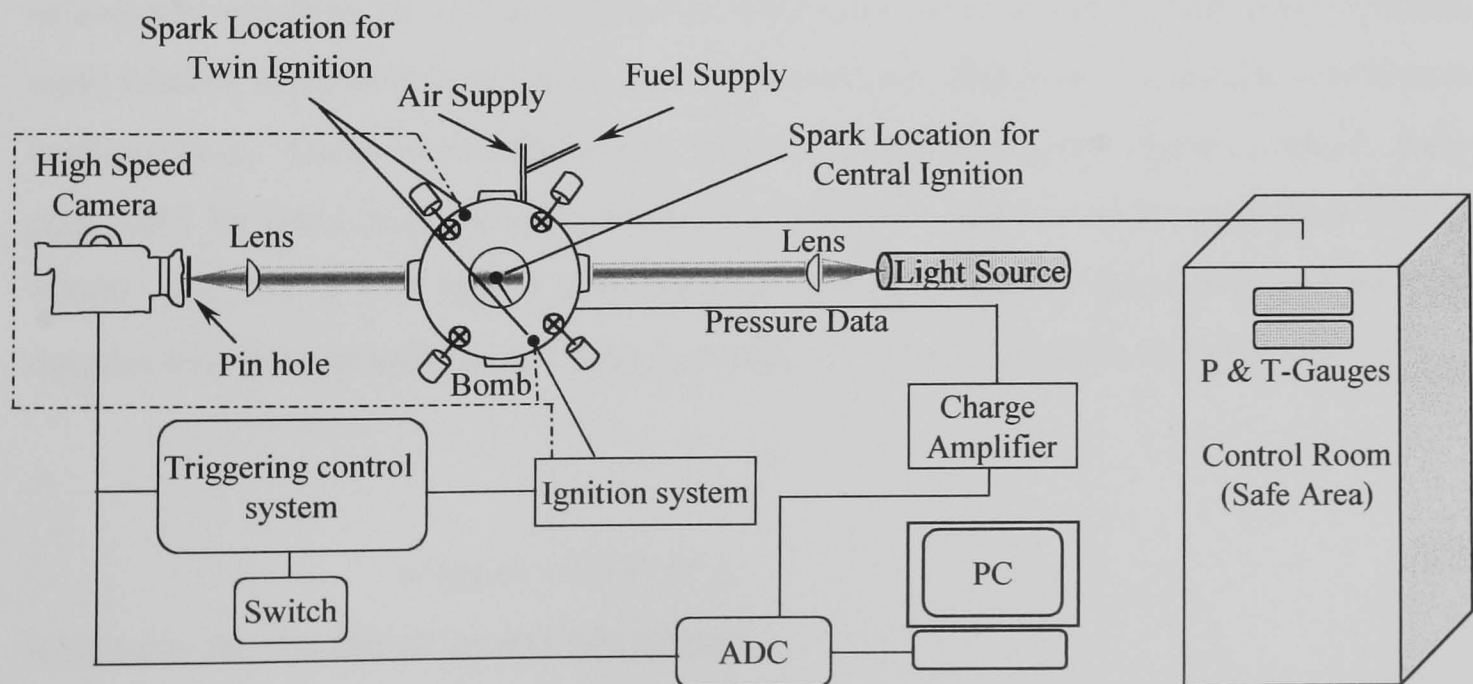 Spark Location for
Twin Ignition
Air Supply
Fuel Supply
Spark Location for
Central Ignition
High Speed
Camera
Lens
Lens
Light Source
Pin hole
Bomb
Pressure Data
P & T-Gauges
Charge
Amplifier
Control Room
(Safe Area)
Triggering control
system
Ignition system
Switch
PC
ADC